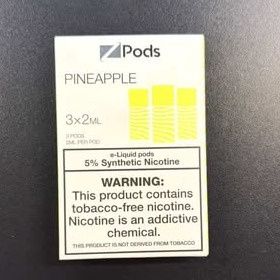 Z Pods
PINEAPPLE
3×2ML
3 PODS
2ML PER POD
e-Liquid pods
5% Synthetic Nicotine
WARNING:
This product contains
tobacco-free nicotine.
Nicotine is an addictive
chemical.
THIS PRODUCT IS NOT DERIVED FROM TOBACCO